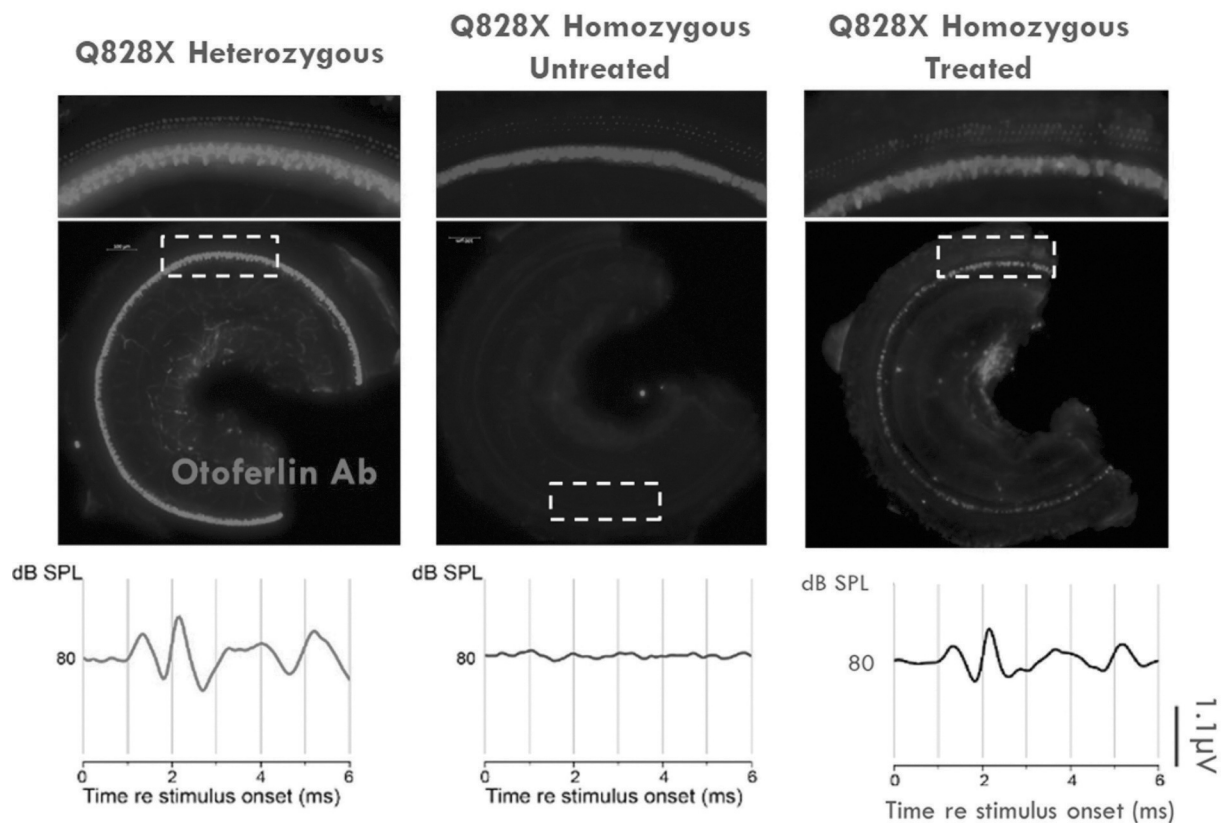 Q828X Heterozygous
Q828X Homozygous
Untreated
Q828X Homozygous
Treated
Otoferlin Ab
dB SPL
80
0 2 4 6
Time re stimulus onset (ms)
dB SPL
80
0 2 4 6
Time re stimulus onset (ms)
dB SPL
80
0 2 4 6
Time re stimulus onset (ms)
1.1µV